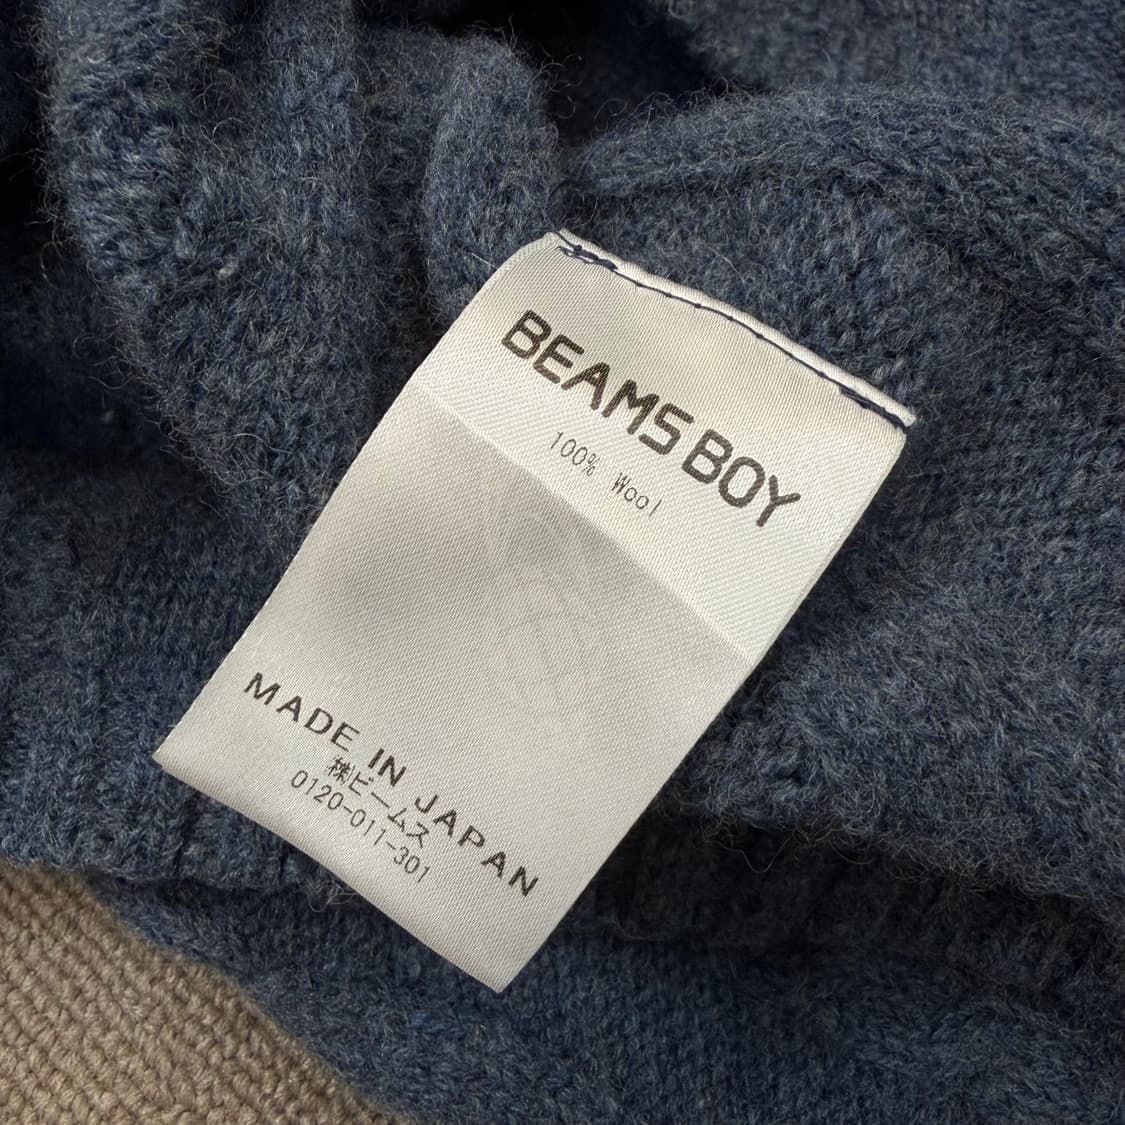 BEAMS BOY
100% Wool
MADE IN JAPAN
㈱ビームス
0120-011-301